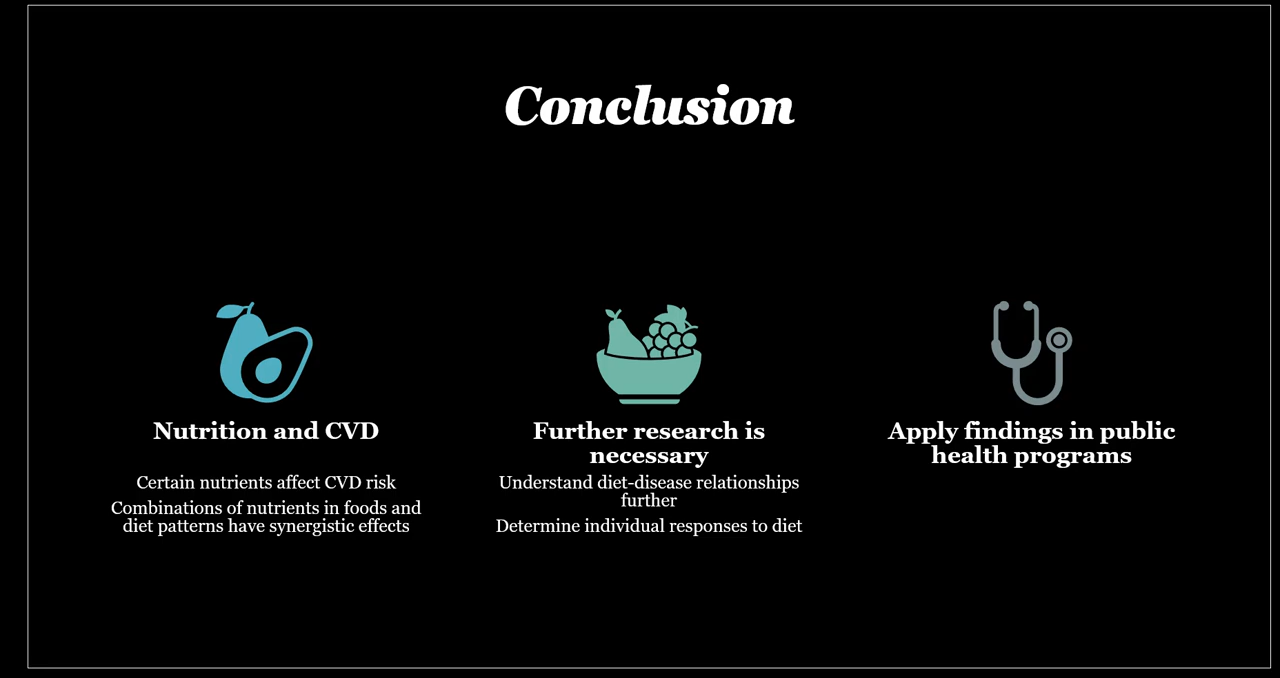 Conclusion
Nutrition and CVD
Certain nutrients affect CVD risk
Combinations of nutrients in foods and
diet patterns have synergistic effects
Further research is
necessary
Understand diet-disease relationships
further
Determine individual responses to diet
Apply findings in public
health programs